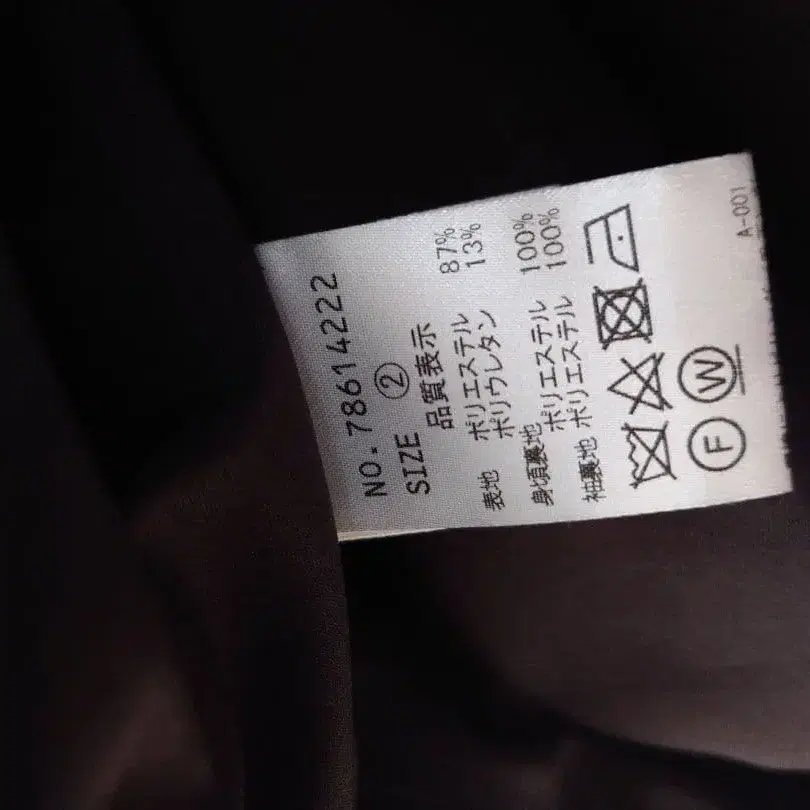 NO.78614222
SIZE ②
品質表示
表地 ポリエステル 87%
ポリウレタン 13%
身頃裏地 ポリエステル 100%
袖裏地 ポリエステル 100%
Ⓕ Ⓦ
A-001